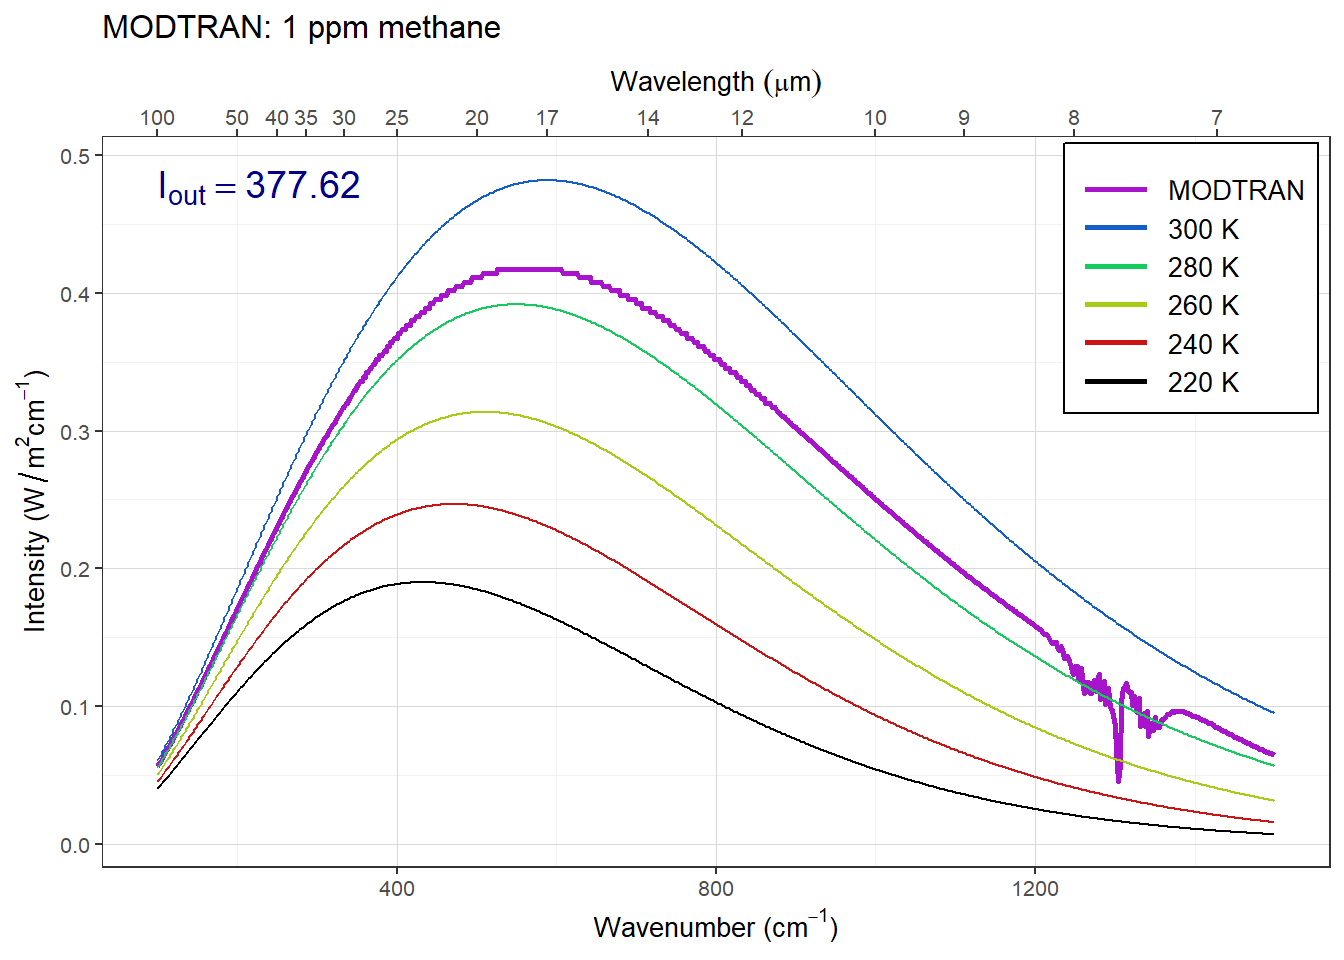 MODTRAN: 1 ppm methane
Wavelength (μm)
100 50 40 35 30 25 20 17 14 12 10 9 8 7
I_out = 377.62
MODTRAN
300 K
280 K
260 K
240 K
220 K
Intensity (W / m² cm⁻¹)
0.5
0.4
0.3
0.2
0.1
0.0
400 800 1200
Wavenumber (cm⁻¹)